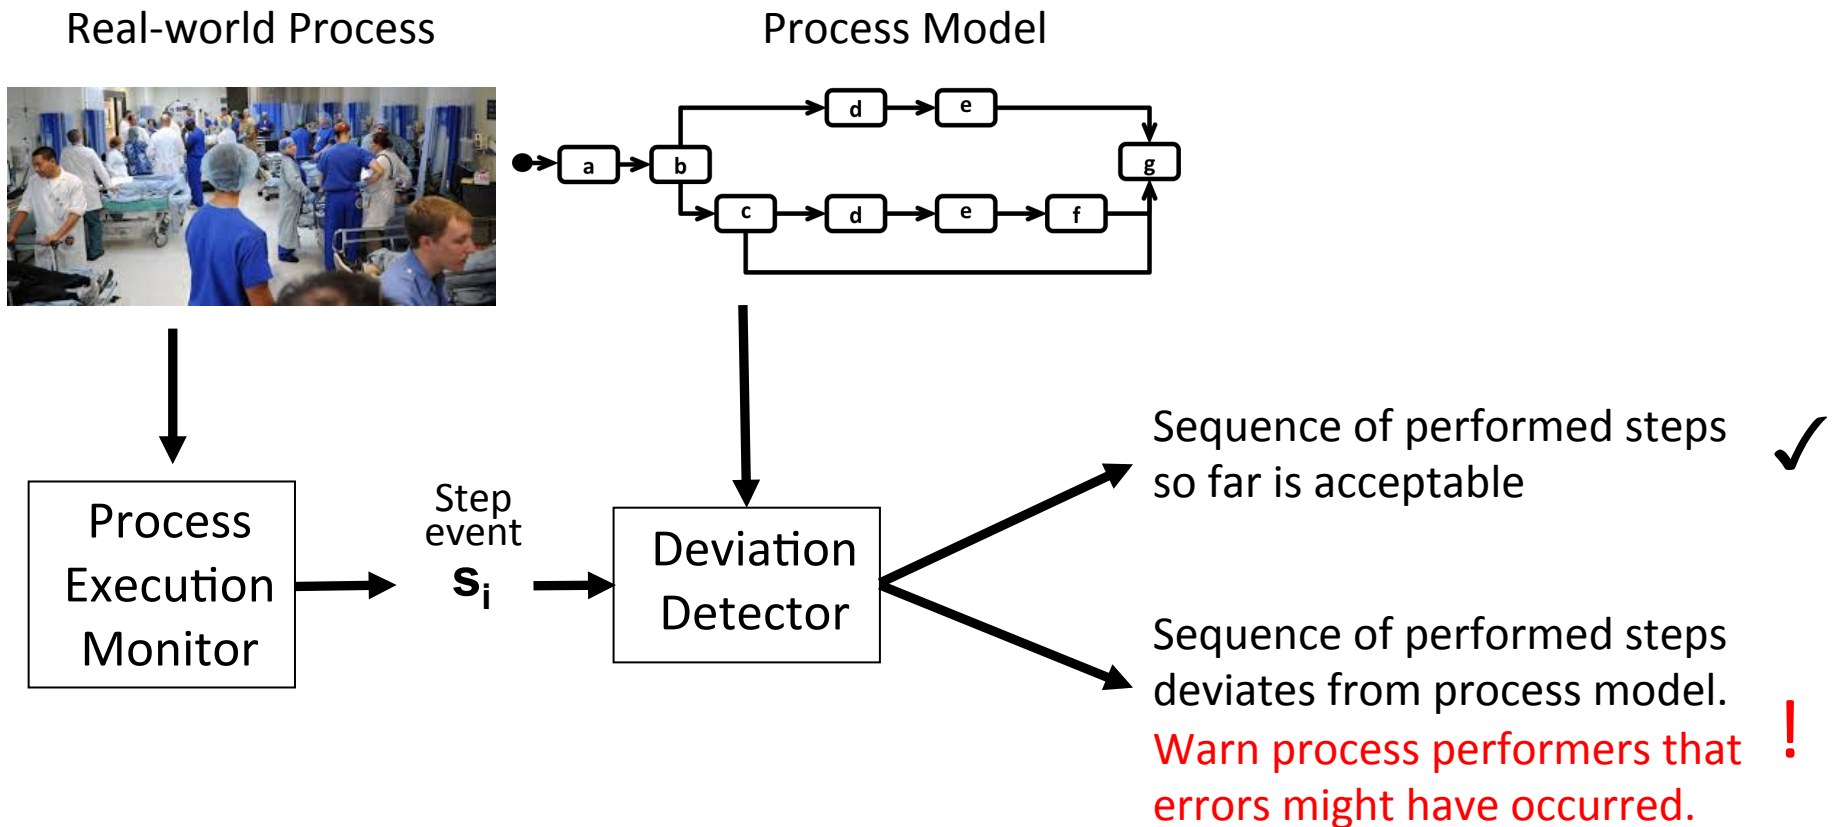 Real-world Process
Process Model
d
e
a
b
g
c
d
e
f
Process
Execution
Monitor
Step
event
si
Deviation
Detector
Sequence of performed steps
so far is acceptable
Sequence of performed steps
deviates from process model.
Warn process performers that
errors might have occurred.
!